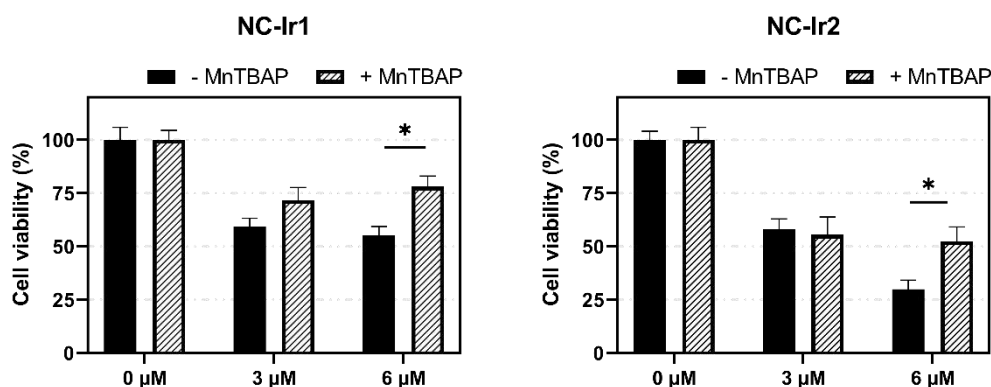 NC-Ir1
- MnTBAP + MnTBAP
Cell viability (%)
100
75
50
25
0
*
0 µM 3 µM 6 µM
NC-Ir2
- MnTBAP + MnTBAP
Cell viability (%)
100
75
50
25
0
*
0 µM 3 µM 6 µM